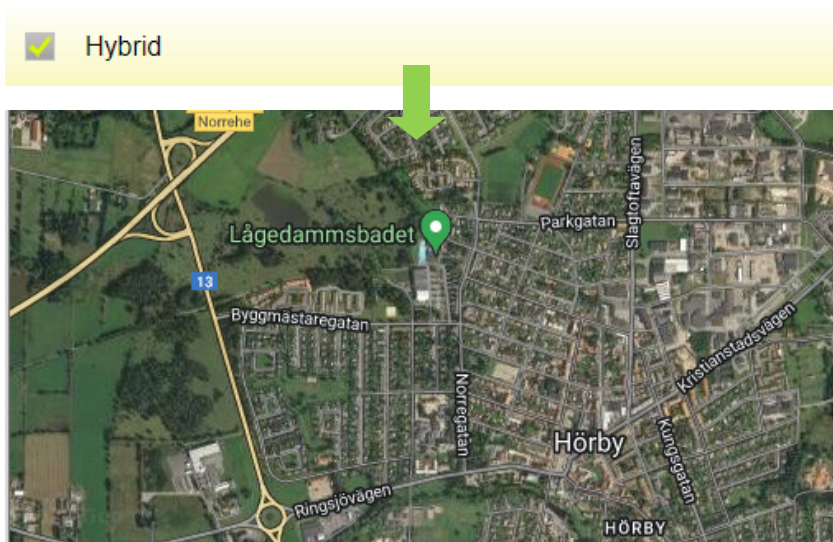 Hybrid
Norrehe
Lågedammsbadet
Parkgatan
Slagtoftavägen
13
Byggmästaregatan
Kristianstadsvägen
Norregatan
Hörby
Kungsgatan
Ringsjövägen
HÖRBY